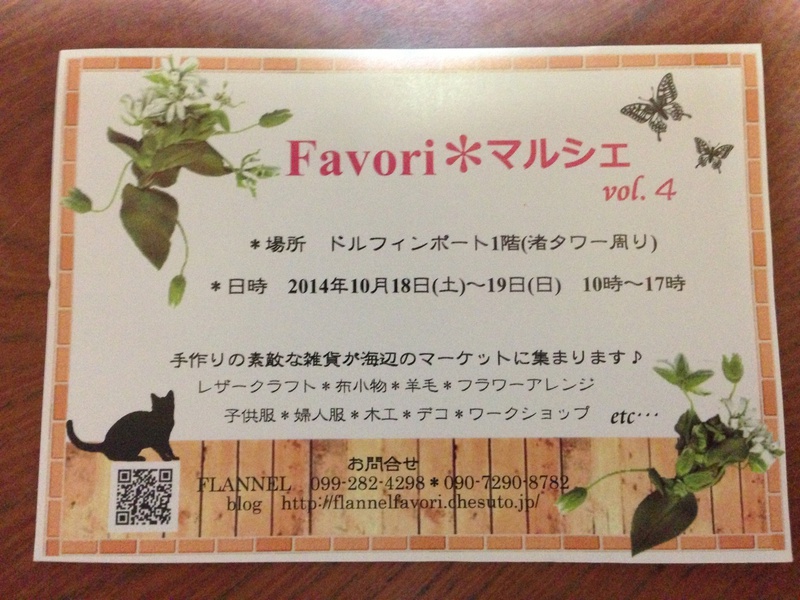 Favori＊マルシェ
vol. 4
＊場所　ドルフィンポート1階(渚タワー周り)
＊日時　2014年10月18日(土)～19日(日)　10時～17時
手作りの素敵な雑貨が海辺のマーケットに集まります♪
レザークラフト＊布小物＊羊毛＊フラワーアレンジ
子供服＊婦人服＊木工＊デコ＊ワークショップ　etc…
お問合せ
FLANNEL　099-282-4298＊090-7290-8782
blog　http://flannelfavori.chesuto.jp/